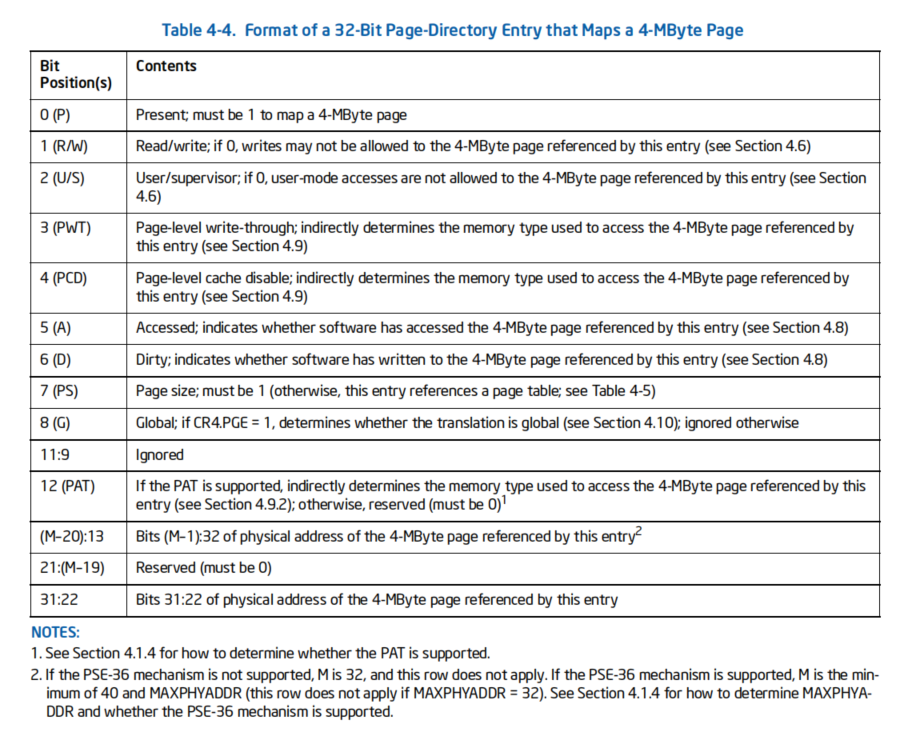 Table 4-4. Format of a 32-Bit Page-Directory Entry that Maps a 4-MByte Page
Bit Position(s) Contents
0 (P) Present; must be 1 to map a 4-MByte page
1 (R/W) Read/write; if 0, writes may not be allowed to the 4-MByte page referenced by this entry (see Section 4.6)
2 (U/S) User/supervisor; if 0, user-mode accesses are not allowed to the 4-MByte page referenced by this entry (see Section
4.6)
3 (PWT) Page-level write-through; indirectly determines the memory type used to access the 4-MByte page referenced by
this entry (see Section 4.9)
4 (PCD) Page-level cache disable; indirectly determines the memory type used to access the 4-MByte page referenced by
this entry (see Section 4.9)
5 (A) Accessed; indicates whether software has accessed the 4-MByte page referenced by this entry (see Section 4.8)
6 (D) Dirty; indicates whether software has written to the 4-MByte page referenced by this entry (see Section 4.8)
7 (PS) Page size; must be 1 (otherwise, this entry references a page table; see Table 4-5)
8 (G) Global; if CR4.PGE = 1, determines whether the translation is global (see Section 4.10); ignored otherwise
11:9 Ignored
12 (PAT) If the PAT is supported, indirectly determines the memory type used to access the 4-MByte page referenced by this
entry (see Section 4.9.2); otherwise, reserved (must be 0)1
(M–20):13 Bits (M–1):32 of physical address of the 4-MByte page referenced by this entry2
21:(M–19) Reserved (must be 0)
31:22 Bits 31:22 of physical address of the 4-MByte page referenced by this entry
NOTES:
1. See Section 4.1.4 for how to determine whether the PAT is supported.
2. If the PSE-36 mechanism is not supported, M is 32, and this row does not apply. If the PSE-36 mechanism is supported, M is the min-
imum of 40 and MAXPHYADDR (this row does not apply if MAXPHYADDR = 32). See Section 4.1.4 for how to determine MAXPHYA-
DDR and whether the PSE-36 mechanism is supported.